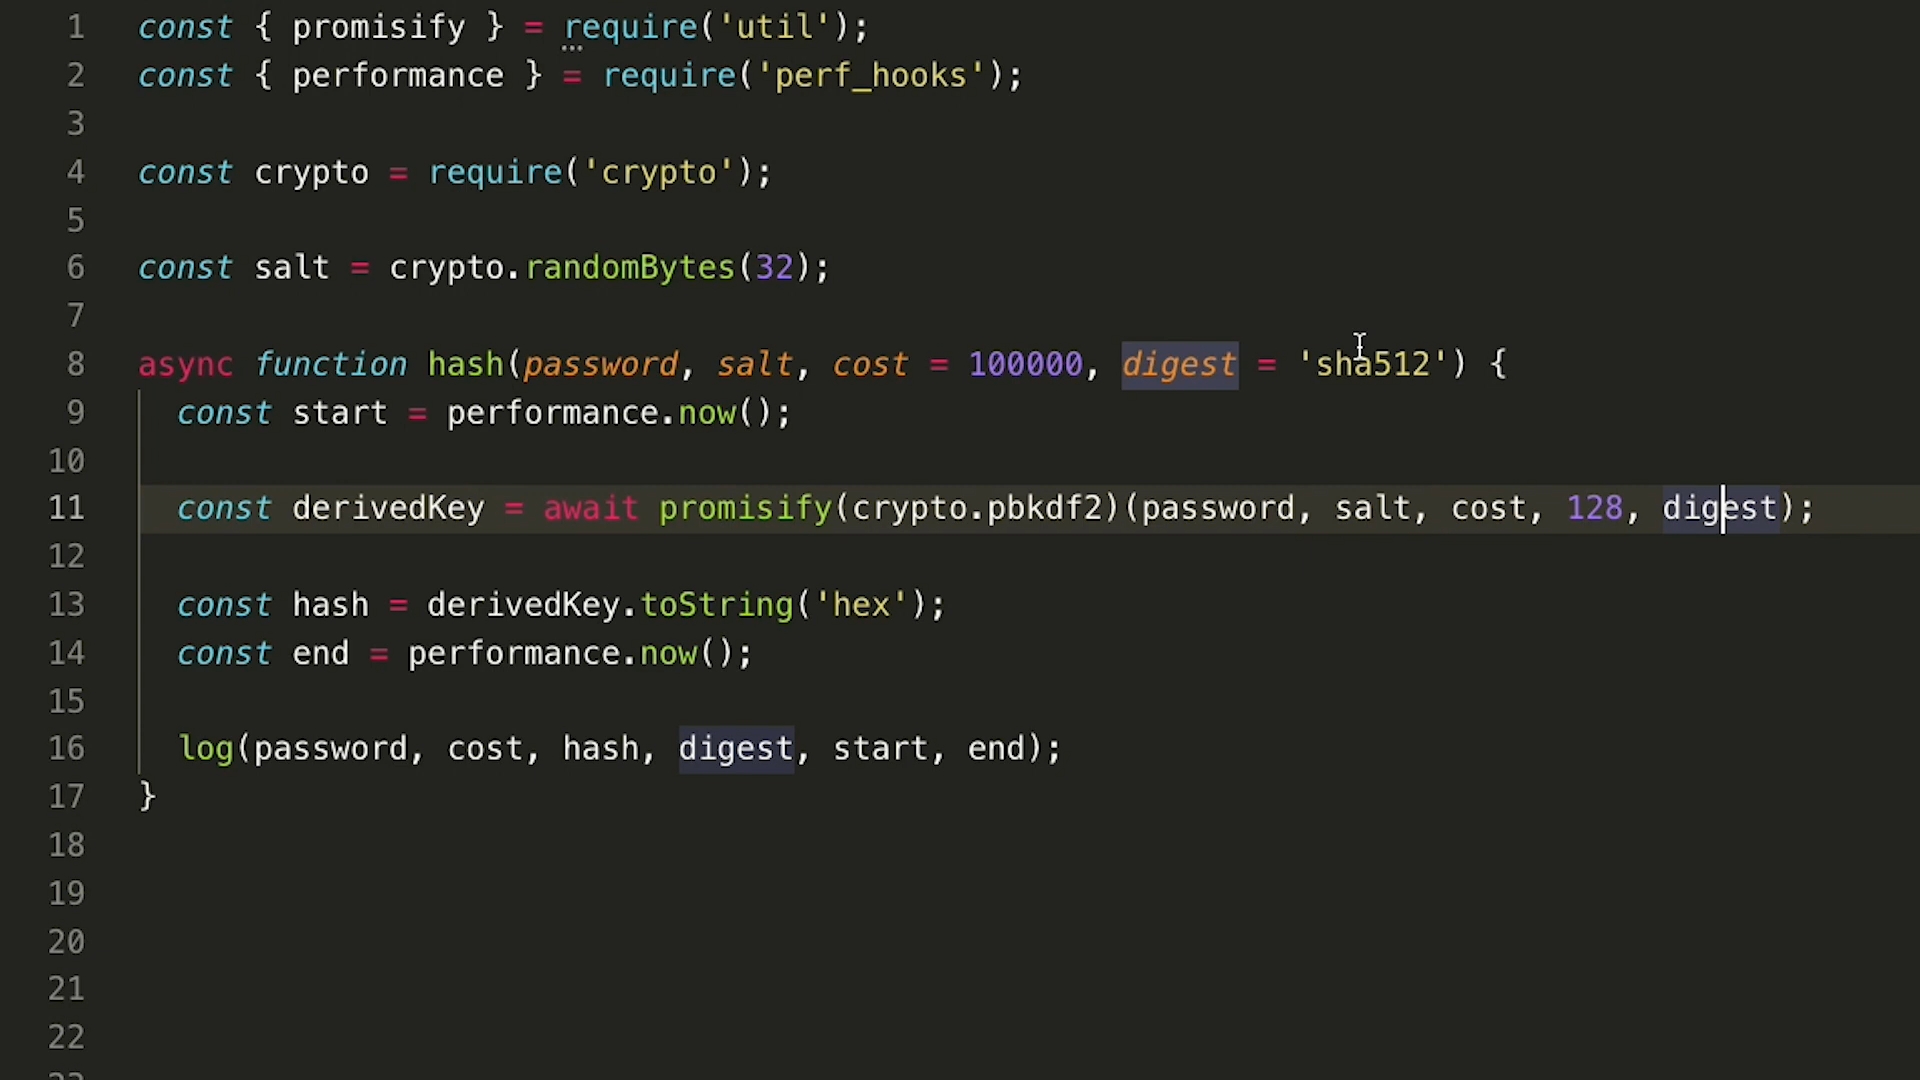 1 const { promisify } = require('util');
2 const { performance } = require('perf_hooks');
3
4 const crypto = require('crypto');
5
6 const salt = crypto.randomBytes(32);
7
8 async function hash(password, salt, cost = 100000, digest = 'sha512') {
9 const start = performance.now();
10
11 const derivedKey = await promisify(crypto.pbkdf2)(password, salt, cost, 128, digest);
12
13 const hash = derivedKey.toString('hex');
14 const end = performance.now();
15
16 log(password, cost, hash, digest, start, end);
17 }
18
19
20
21
22